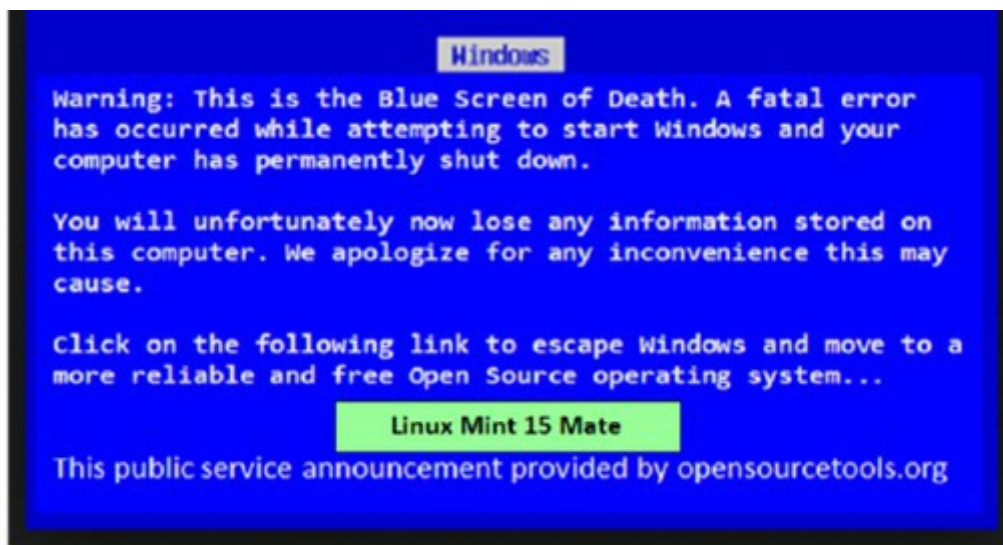 Windows
Warning: This is the Blue Screen of Death. A fatal error
has occurred while attempting to start Windows and your
computer has permanently shut down.
You will unfortunately now lose any information stored on
this computer. We apologize for any inconvenience this may
cause.
Click on the following link to escape Windows and move to a
more reliable and free Open Source operating system...
Linux Mint 15 Mate
This public service announcement provided by opensourcetools.org